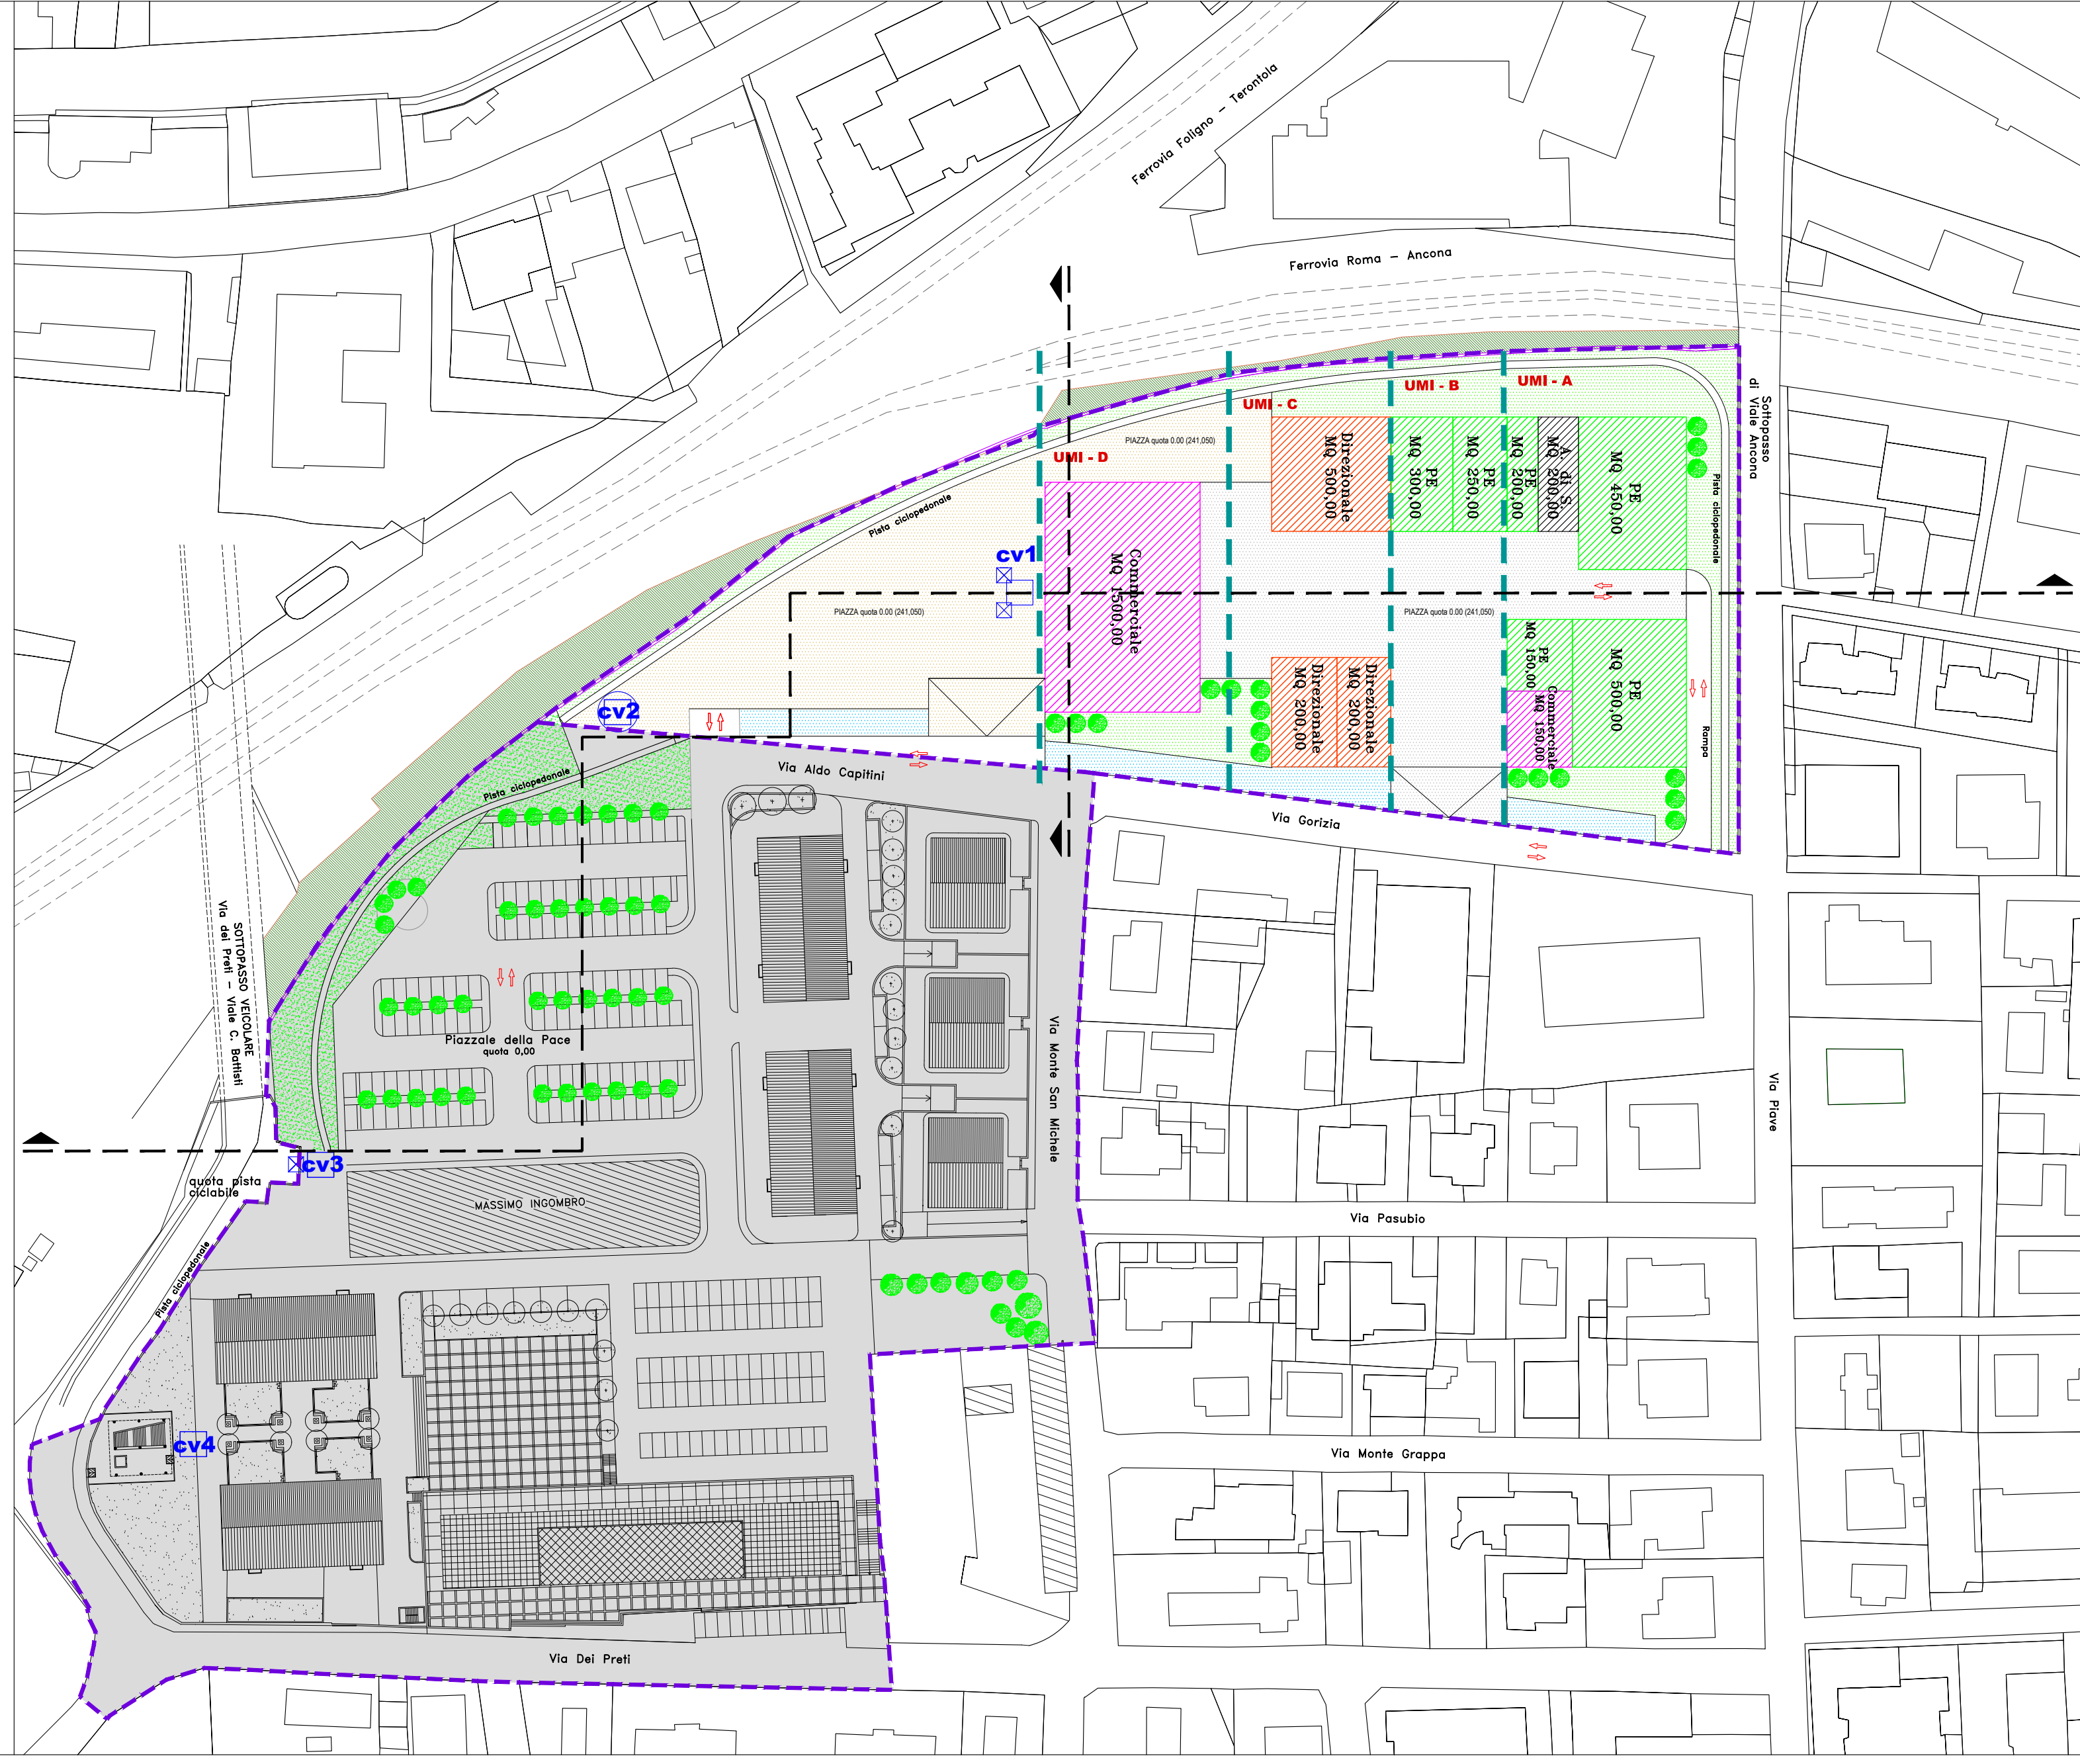 Ferrovia Foligno - Terontola
Ferrovia Roma - Ancona
Sottopasso
di Viale Ancona
UMI - A
UMI - B
UMI - C
UMI - D
PIAZZA quota 0.00 (241,050)
Direzionale
MQ 500,00
PE
MQ 300,00
PE
MQ 250,00
PE
MQ 200,00
A. di S.
MQ 200,00
PE
MQ 450,00
Pista ciclopedonale
Pista ciclopedonale
cv1
Commerciale
MQ 1500,00
PIAZZA quota 0.00 (241,050)
PIAZZA quota 0.00 (241,050)
PE
MQ 150,00
PE
MQ 500,00
Direzionale
MQ 200,00
Direzionale
MQ 200,00
Commerciale
MQ 150,00
Rampa
cv2
Via Aldo Capitini
Pista ciclopedonale
Via Gorizia
SOTTOPASSO VEICOLARE
Via dei Preti - Viale C. Battisti
Piazzale della Pace
quota 0,00
Via Monte San Michele
Via Piave
cv3
quota pista
ciclabile
MASSIMO INGOMBRO
Via Pasubio
Pista ciclopedonale
cv4
Via Monte Grappa
Via Dei Preti